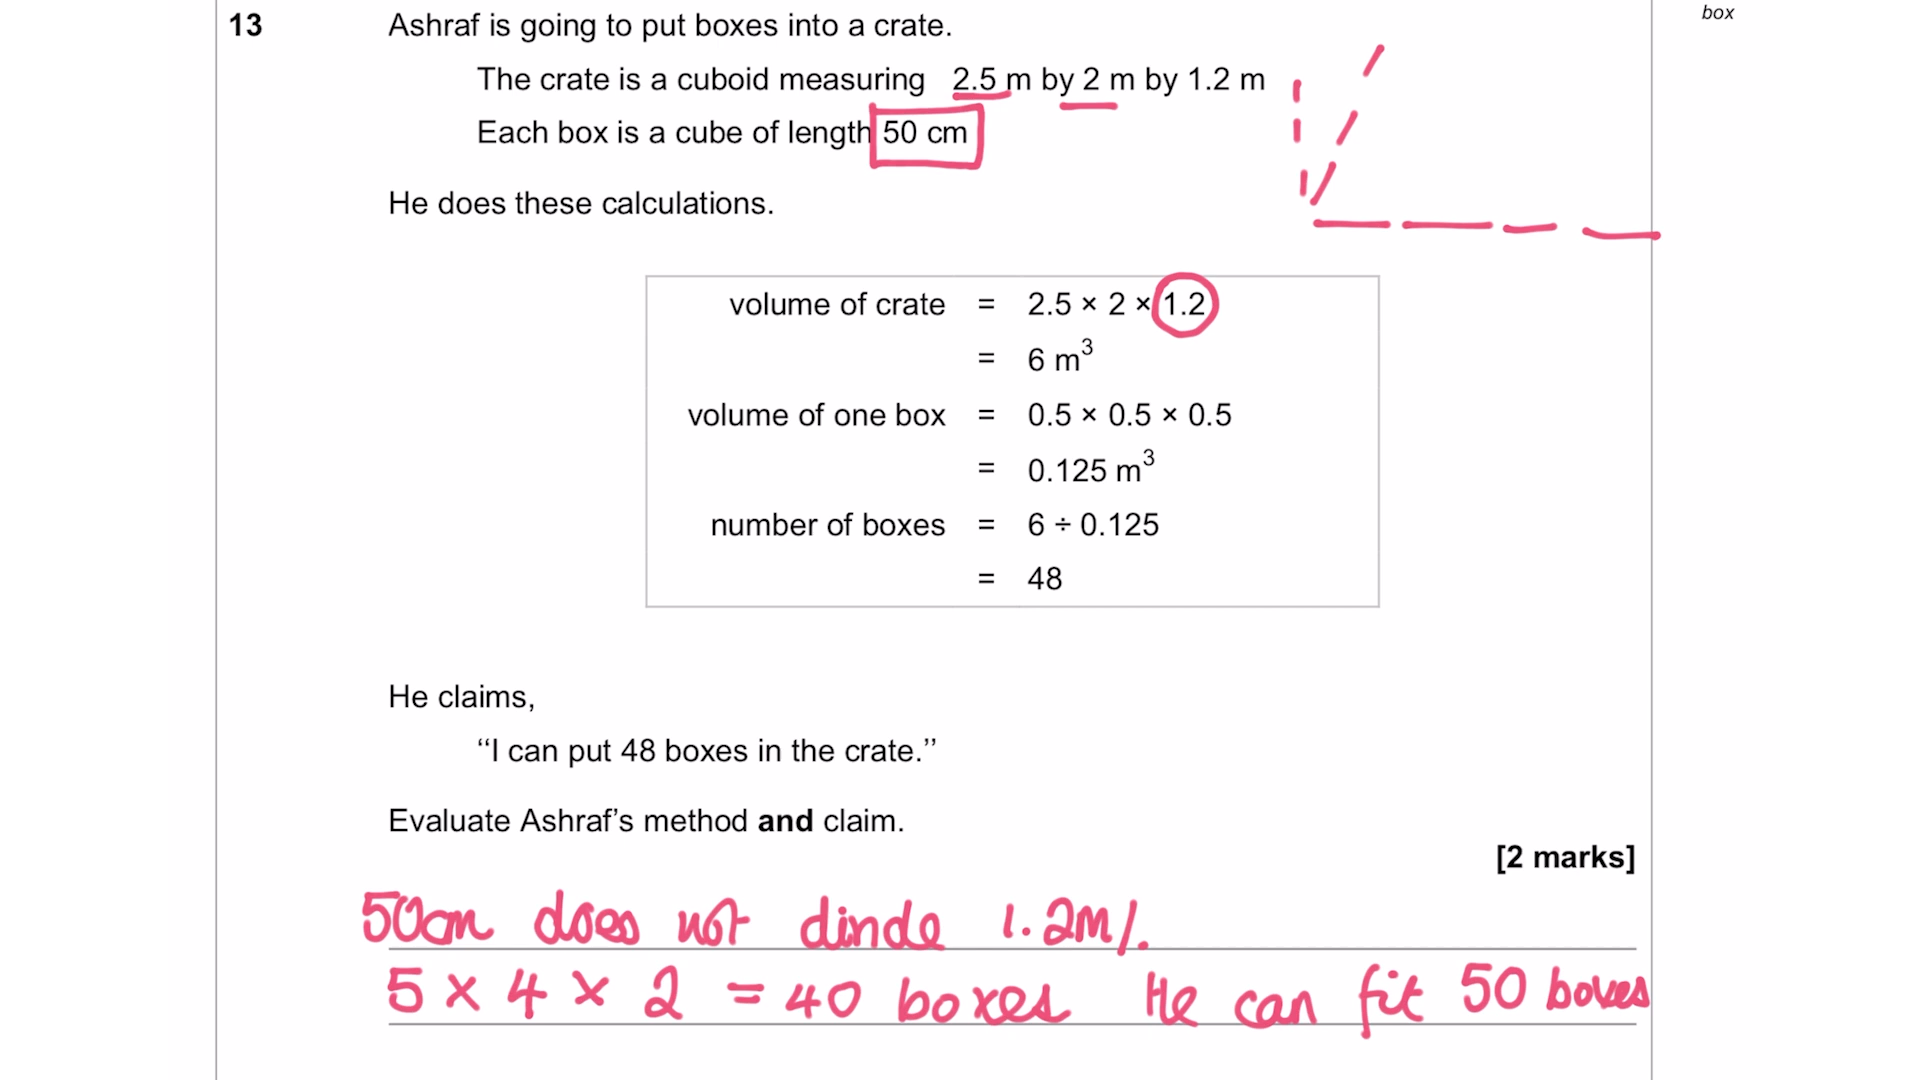 box
13 Ashraf is going to put boxes into a crate.
The crate is a cuboid measuring 2.5 m by 2 m by 1.2 m
Each box is a cube of length 50 cm
He does these calculations.
volume of crate = 2.5 × 2 × 1.2
= 6 m³
volume of one box = 0.5 × 0.5 × 0.5
= 0.125 m³
number of boxes = 6 ÷ 0.125
= 48
He claims,
‘‘I can put 48 boxes in the crate.’’
Evaluate Ashraf’s method and claim.
[2 marks]
50cm does not divide 1.2m
5 × 4 × 2 = 40 boxes He can fit 50 boxes